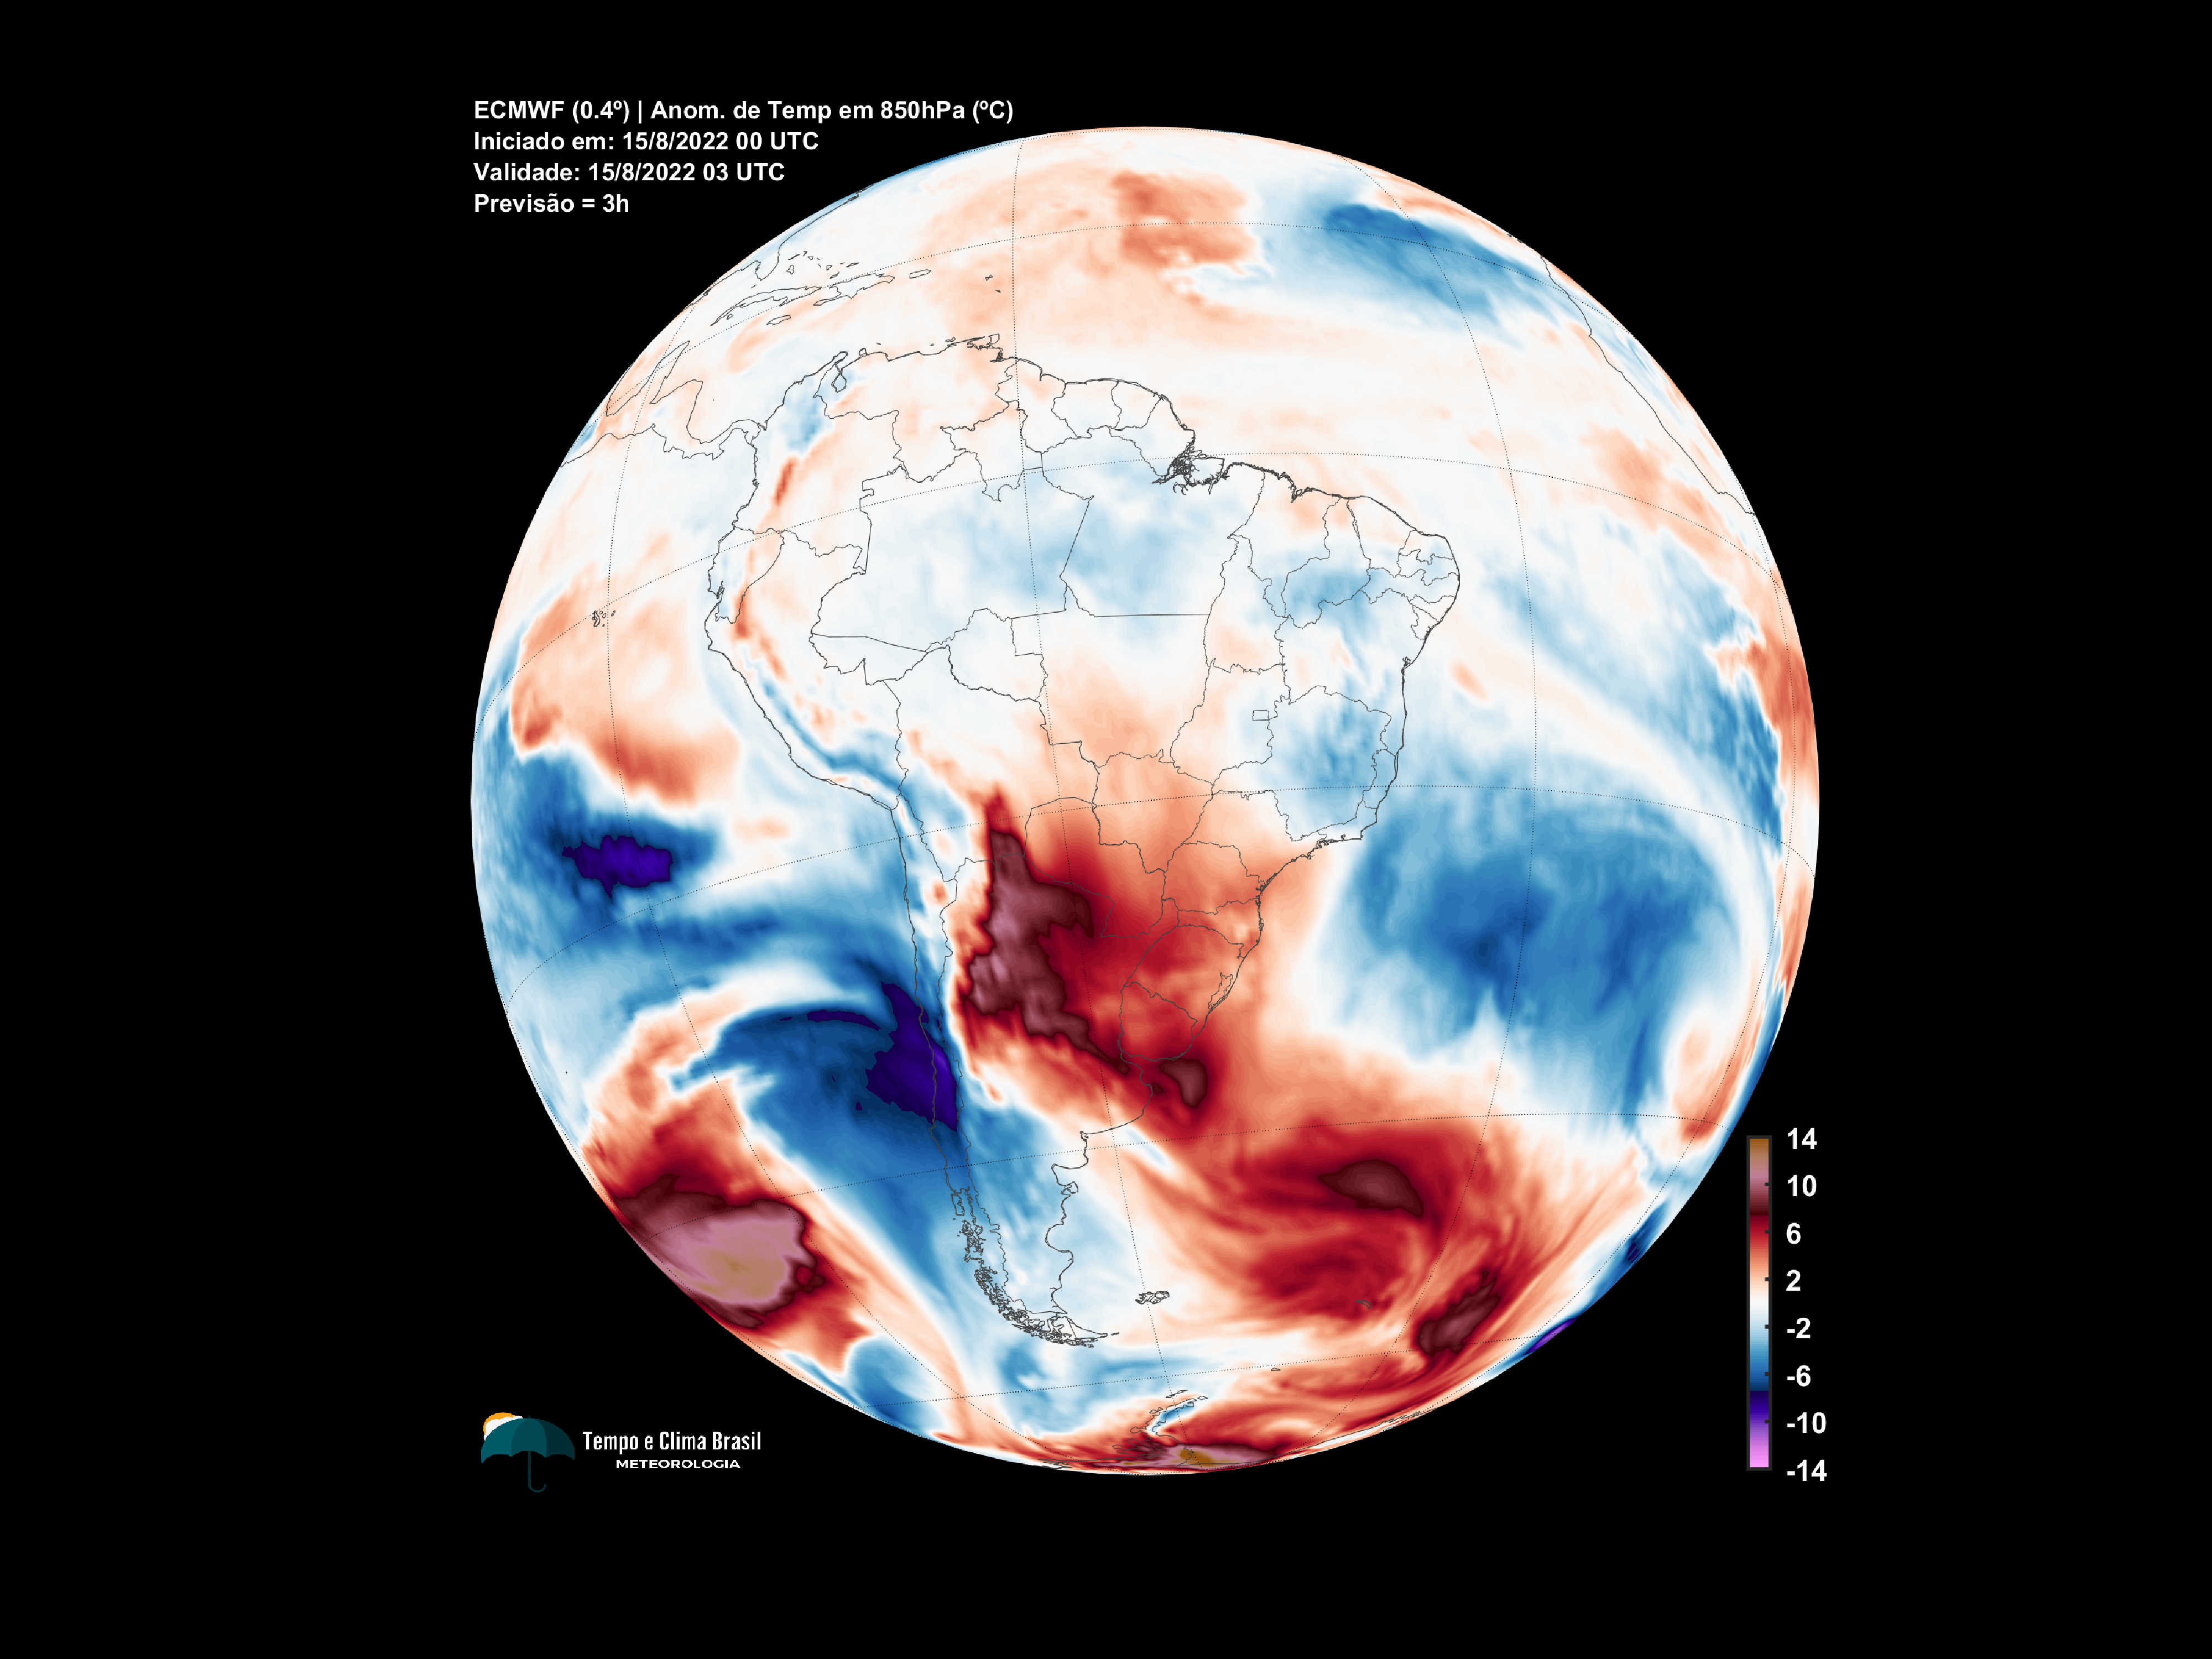 ECMWF (0.4º) | Anom. de Temp em 850hPa (ºC)
Iniciado em: 15/8/2022 00 UTC
Validade: 15/8/2022 03 UTC
Previsão = 3h
14
10
6
2
-2
-6
-10
-14
Tempo e Clima Brasil
METEOROLOGIA